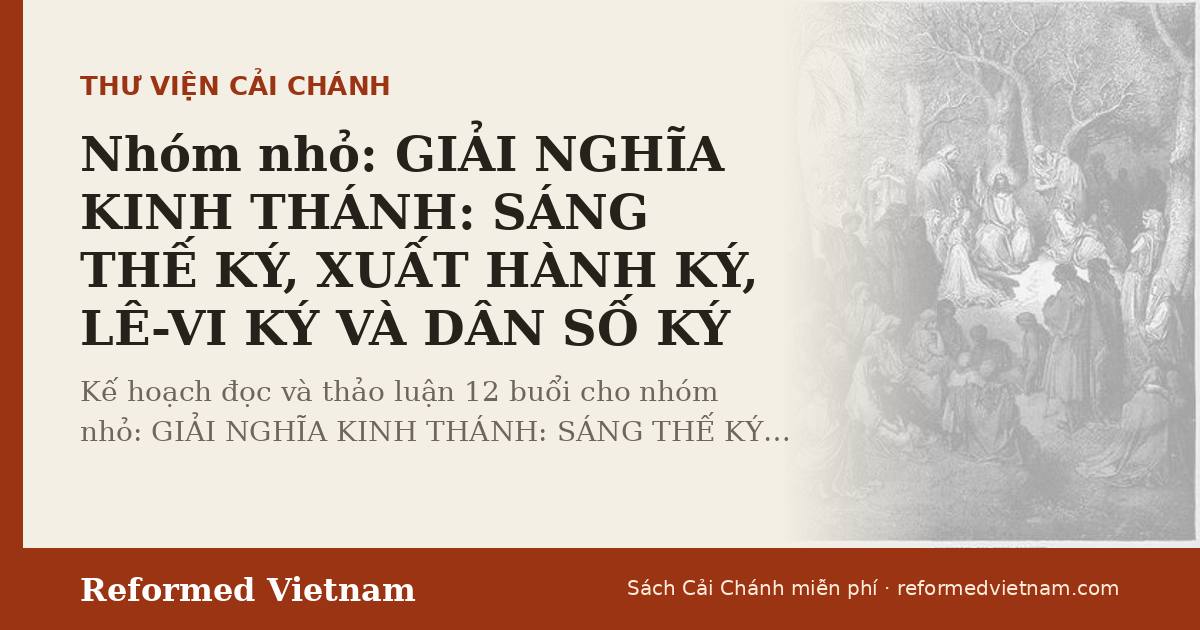 THƯ VIỆN CẢI CHÁNH
Nhóm nhỏ: GIẢI NGHĨA
KINH THÁNH: SÁNG
THẾ KÝ, XUẤT HÀNH KÝ,
LÊ-VI KÝ VÀ DÂN SỐ KÝ
Kế hoạch đọc và thảo luận 12 buổi cho nhóm
nhỏ: GIẢI NGHĨA KINH THÁNH: SÁNG THẾ KÝ...
Reformed Vietnam
Sách Cải Chánh miễn phí · reformedvietnam.com